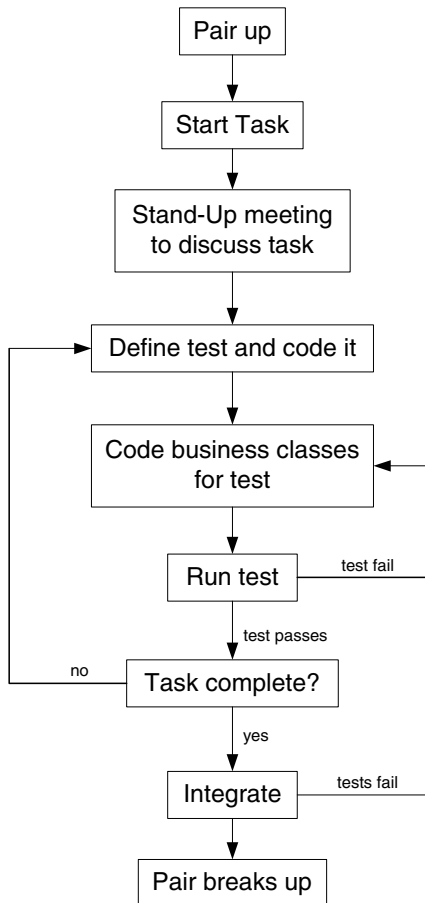 Pair up
Start Task
Stand-Up meeting
to discuss task
Define test and code it
Code business classes
for test
Run test
test fail
test passes
no
Task complete?
yes
Integrate
tests fail
Pair breaks up